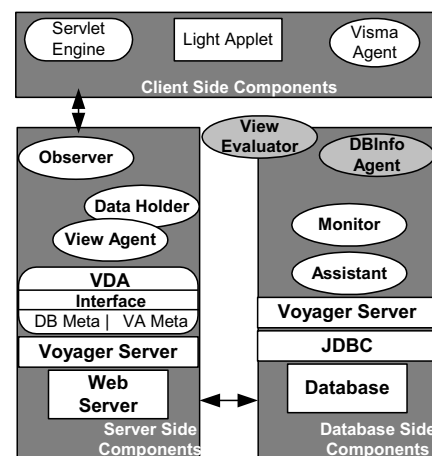 Servlet
Engine
Light Applet
Visma
Agent
Client Side Components
Observer
Data Holder
View Agent
VDA
Interface
DB Meta | VA Meta
Voyager Server
Web
Server
Server Side
Components
View
Evaluator
DBInfo
Agent
Monitor
Assistant
Voyager Server
JDBC
Database
Database Side
Components